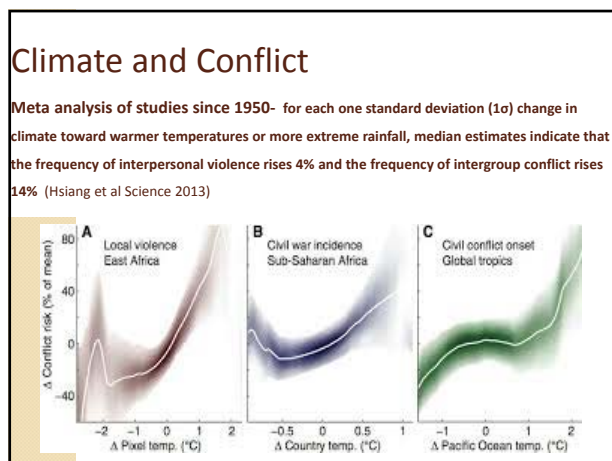 Climate and Conflict
Meta analysis of studies since 1950- for each one standard deviation (1σ) change in
climate toward warmer temperatures or more extreme rainfall, median estimates indicate that
the frequency of interpersonal violence rises 4% and the frequency of intergroup conflict rises
14% (Hsiang et al Science 2013)
Δ Conflict risk (% of mean)
80
40
0
−40
A
Local violence
East Africa
−2 −1 0 1 2
Δ Pixel temp. (°C)
B
Civil war incidence
Sub-Saharan Africa
−0.5 0 0.5 1
Δ Country temp. (°C)
C
Civil conflict onset
Global tropics
−1 0 1 2
Δ Pacific Ocean temp. (°C)